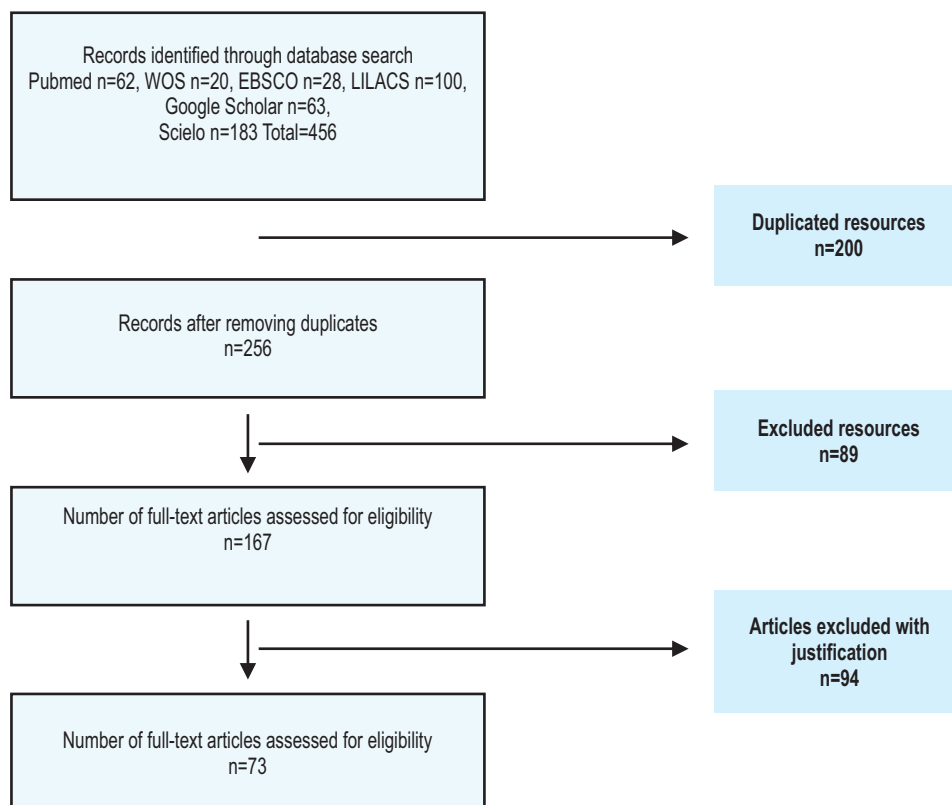 Records identified through database search
Pubmed n=62, WOS n=20, EBSCO n=28, LILACS n=100,
Google Scholar n=63,
Scielo n=183 Total=456
Duplicated resources
n=200
Records after removing duplicates
n=256
Excluded resources
n=89
Number of full-text articles assessed for eligibility
n=167
Articles excluded with
justification
n=94
Number of full-text articles assessed for eligibility
n=73